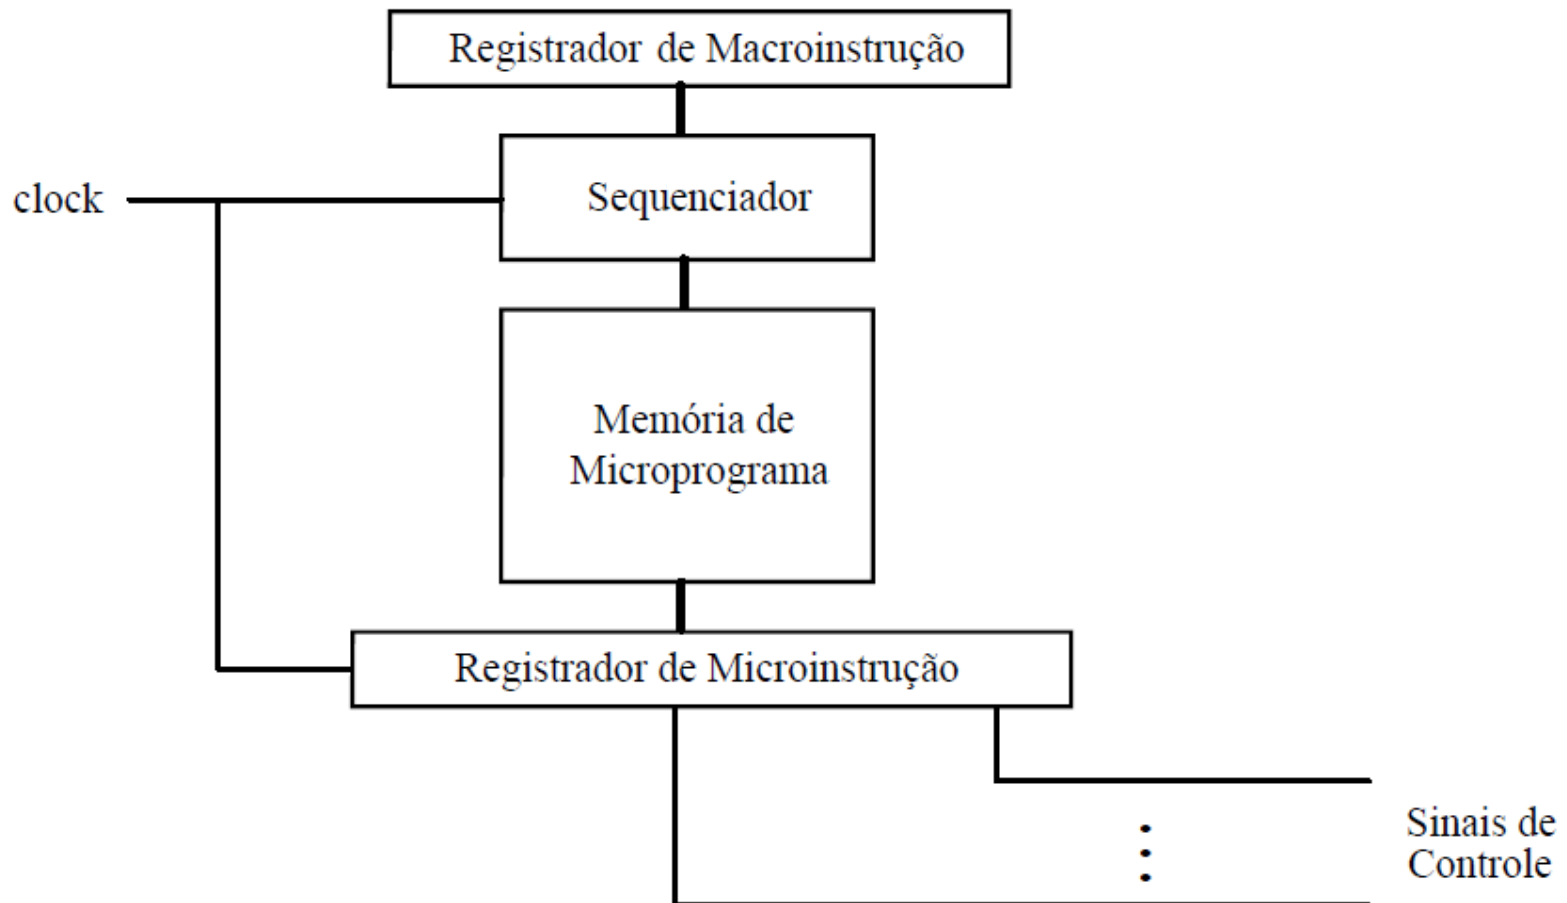 Registrador de Macroinstrução
clock
Sequenciador
Memória de
Microprograma
Registrador de Microinstrução
Sinais de
Controle